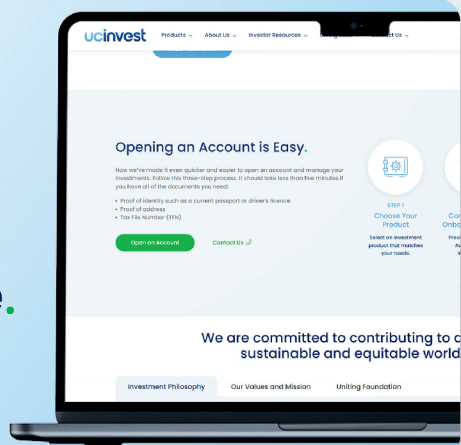 ucinvest Products About Us Investor Resources
Opening an Account is Easy.
Now we've made it even quicker and easier to open an account and manage your
investments. Follow this three-step process. It should take less than five minutes if
you have all of the documents you need:
• Proof of identity such as a current passport or driver's licence
• Proof of address
• Tax File Number (TFN)
Open an Account Contact Us
STEP 1
Choose Your
Product
Select an investment
product that matches
your needs.
We are committed to contributing to a
sustainable and equitable world
Investment Philosophy Our Values and Mission Uniting Foundation